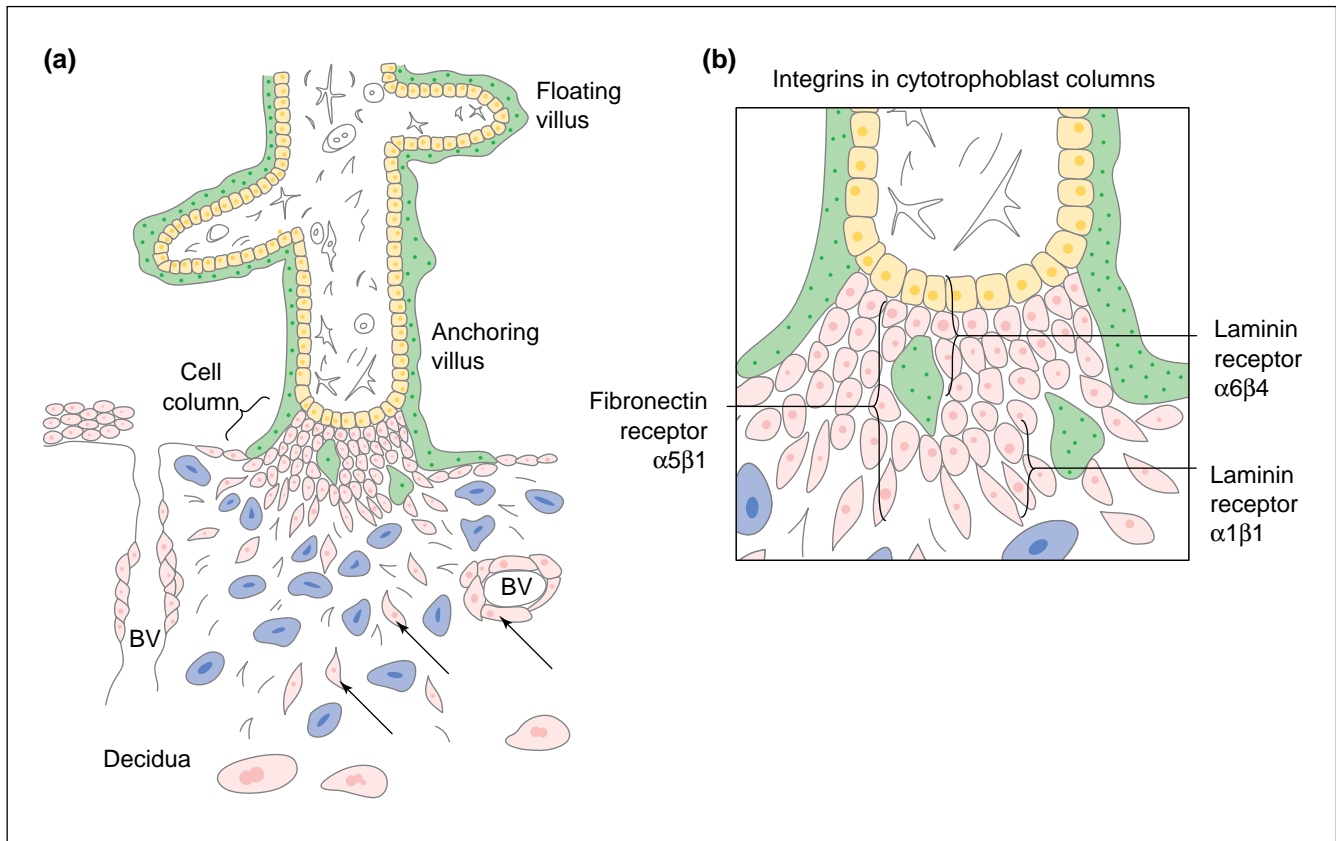 (a)
Floating
villus
Anchoring
villus
Cell
column
BV
BV
Decidua
(b)
Integrins in cytotrophoblast columns
Fibronectin
receptor
α5β1
Laminin
receptor
α6β4
Laminin
receptor
α1β1